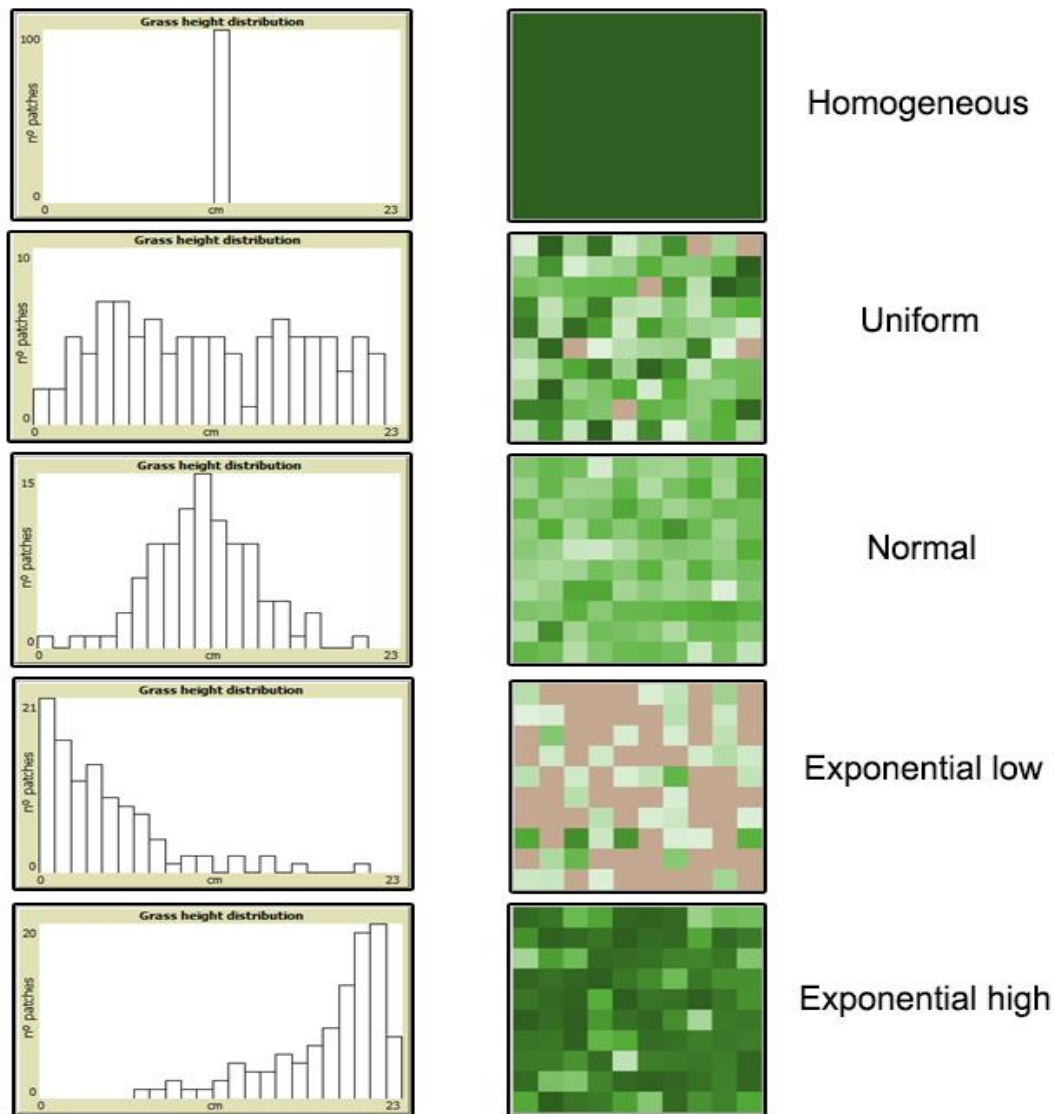 Grass height distribution
100
nº patches
0
0
cm
23
Homogeneous
Grass height distribution
10
nº patches
0
0
cm
23
Uniform
Grass height distribution
15
nº patches
0
0
cm
23
Normal
Grass height distribution
21
nº patches
0
0
cm
23
Exponential low
Grass height distribution
20
nº patches
0
0
cm
23
Exponential high